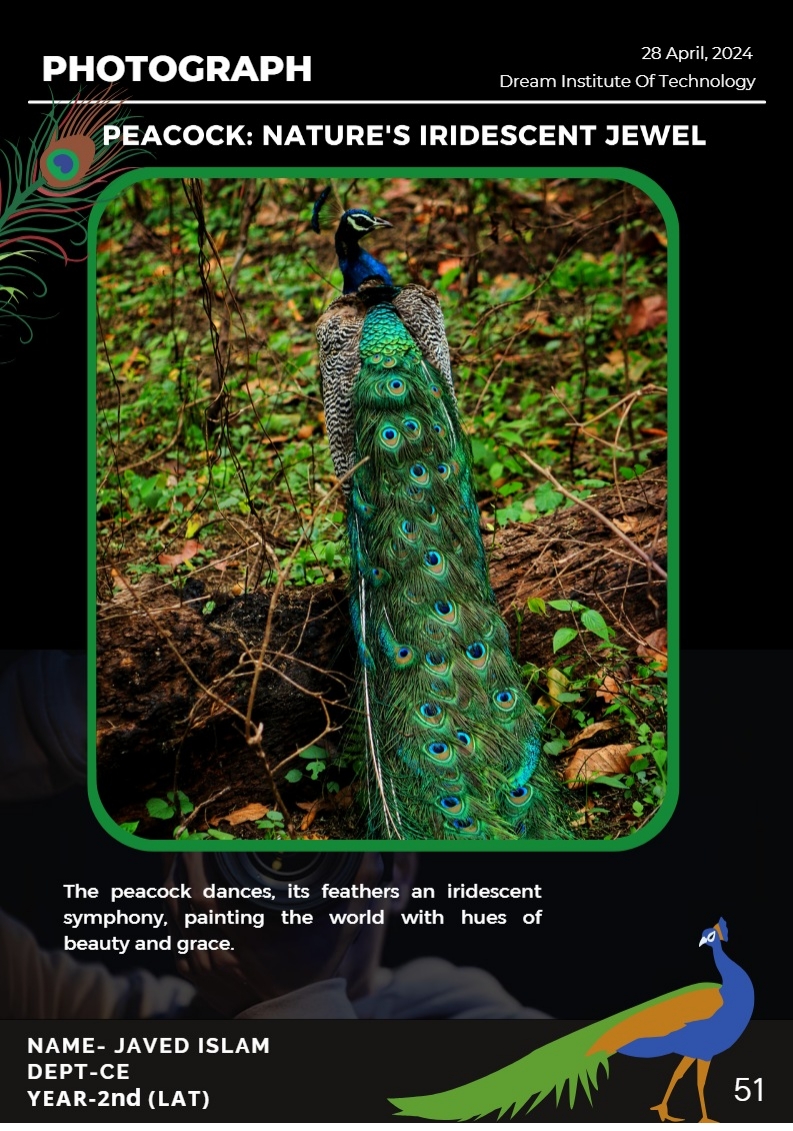 PHOTOGRAPH
28 April, 2024
Dream Institute Of Technology
PEACOCK: NATURE'S IRIDESCENT JEWEL
The peacock dances, its feathers an iridescent
symphony, painting the world with hues of
beauty and grace.
NAME- JAVED ISLAM
DEPT-CE
YEAR-2nd (LAT)
51